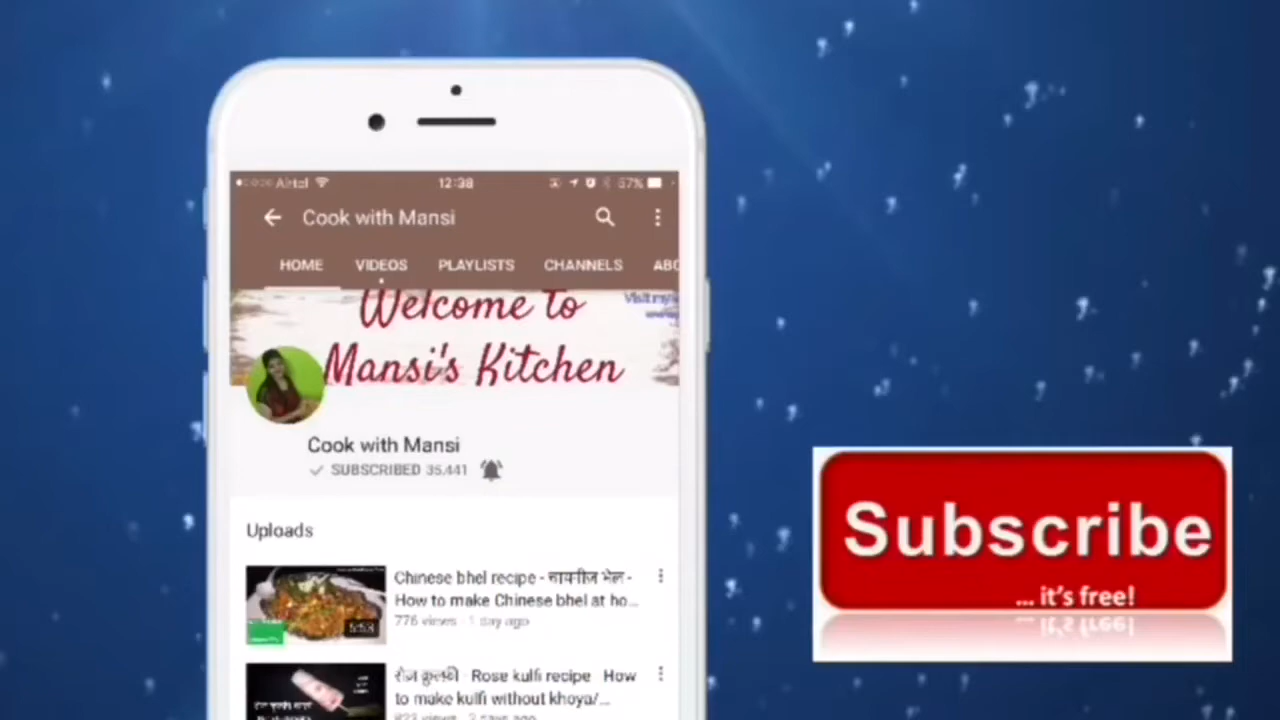 Airtel 12:38 57%
Cook with Mansi
HOME VIDEOS PLAYLISTS CHANNELS ABO
Welcome to
Mansi's Kitchen
Cook with Mansi
SUBSCRIBED 35,441
Uploads
Chinese bhel recipe - चायनीज भेल -
How to make Chinese bhel at ho...
776 views · 1 day ago
5:53
रोज कुल्फी - Rose kulfi recipe - How
to make kulfi without khoya/...
Subscribe
... it's free!